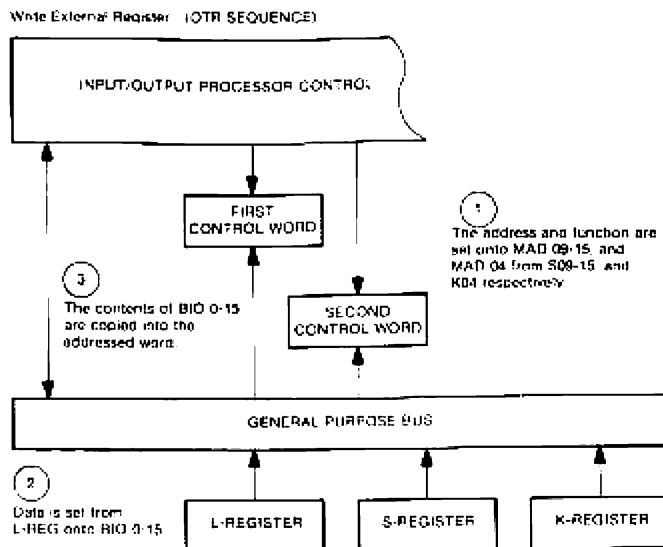 Write External Register (OTR SEQUENCE)
INPUT/OUTPUT PROCESSOR CONTROL
FIRST
CONTROL WORD
1
The address and function are
set onto MAD 09-15, and
MAD 04 from S09-15, and
K04 respectively
3
The contents of BIO 0-15
are copied into the
addressed word.
SECOND
CONTROL WORD
GENERAL PURPOSE BUS
2
Data is set from
L-REG onto BIO 0-15
L-REGISTER
S-REGISTER
K-REGISTER